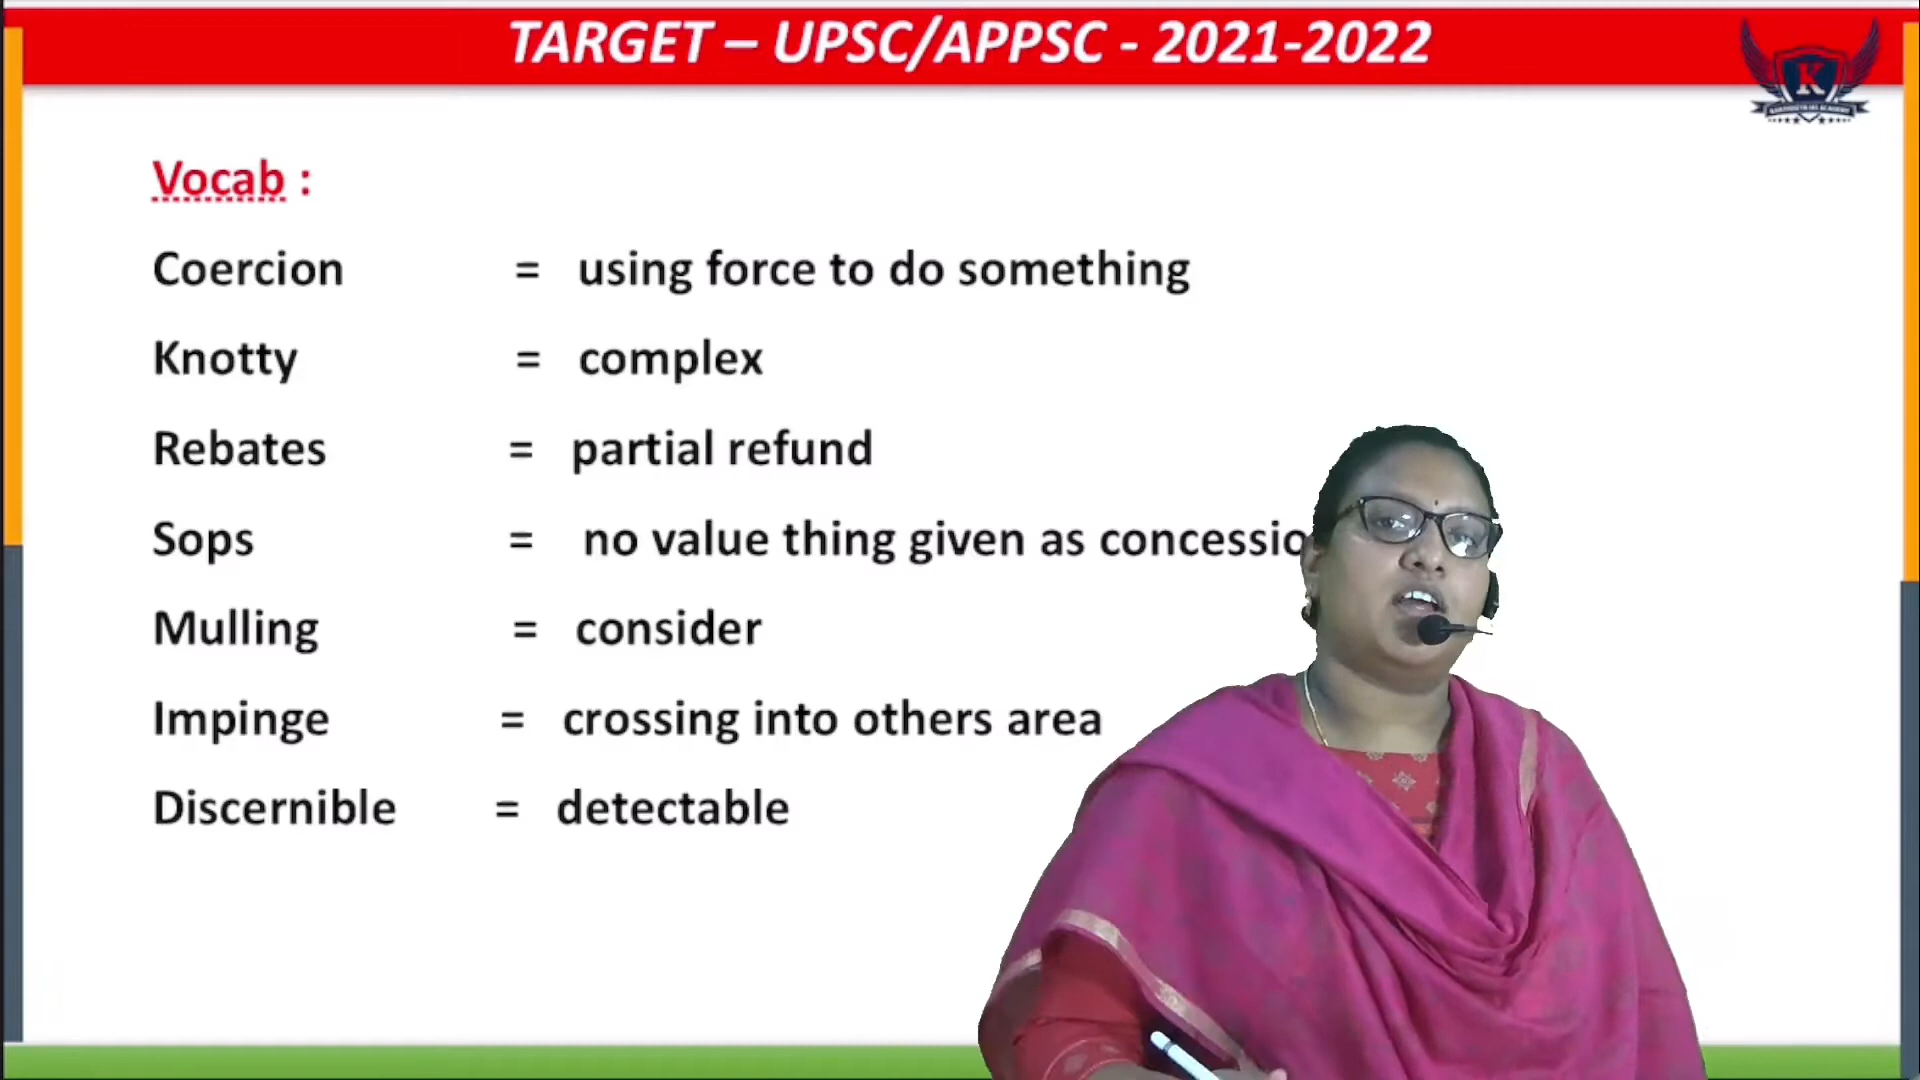 TARGET – UPSC/APPSC - 2021-2022
K
Vocab :
Coercion = using force to do something
Knotty = complex
Rebates = partial refund
Sops = no value thing given as concessio
Mulling = consider
Impinge = crossing into others area
Discernible = detectable